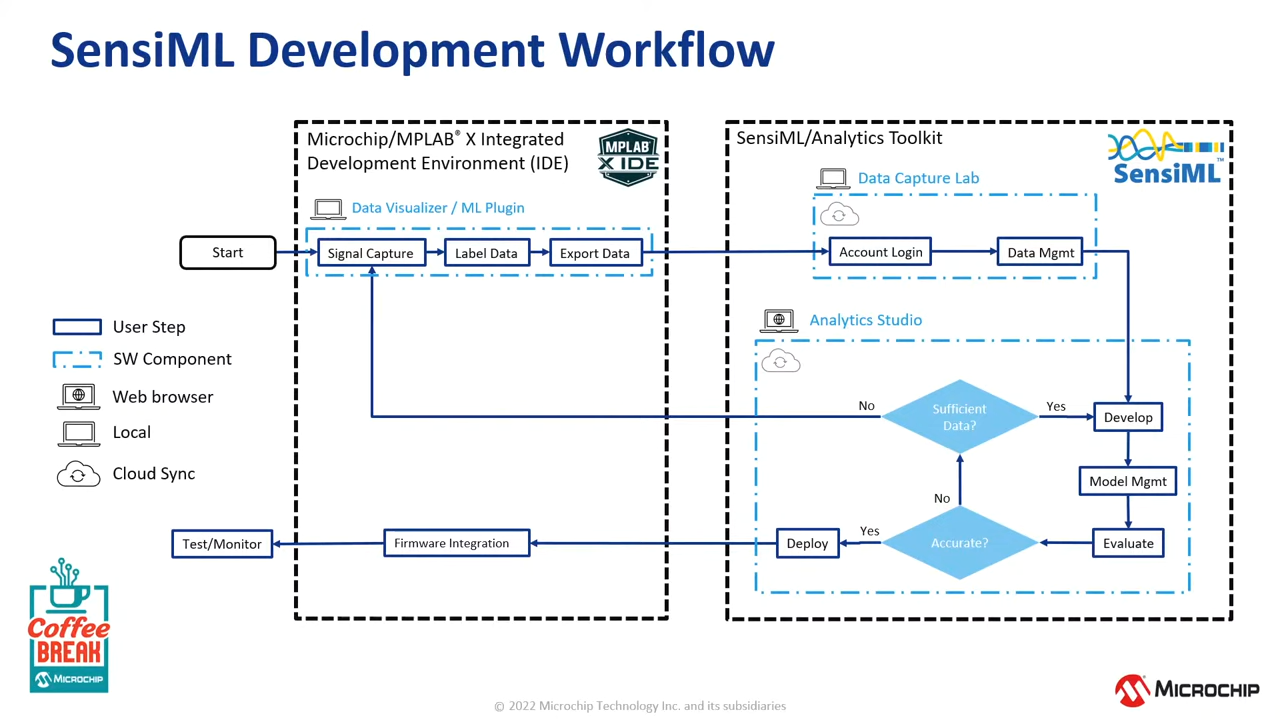 SensiML Development Workflow
Microchip/MPLAB® X Integrated
Development Environment (IDE)
MPLAB
X IDE
Data Visualizer / ML Plugin
Start
Signal Capture
Label Data
Export Data
SensiML/Analytics Toolkit
SensiML™
Data Capture Lab
Account Login
Data Mgmt
Analytics Studio
User Step
SW Component
Web browser
Local
Cloud Sync
No
Sufficient
Data?
Yes
Develop
Model Mgmt
No
Test/Monitor
Firmware Integration
Deploy
Yes
Accurate?
Evaluate
Coffee
BREAK
MICROCHIP
© 2022 Microchip Technology Inc. and its subsidiaries
MICROCHIP